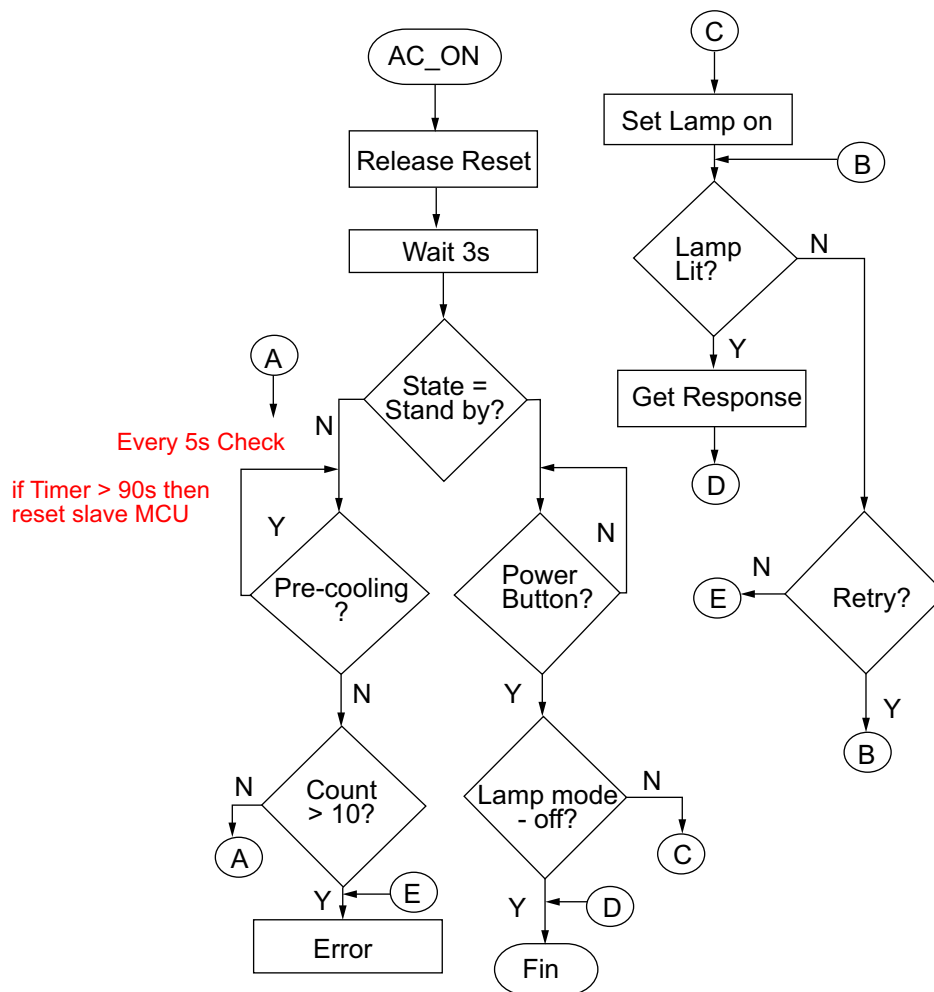 AC_ON
Release Reset
Wait 3s
A
State =
Stand by?
N
Every 5s Check
if Timer > 90s then
reset slave MCU
Y
N
Pre-cooling
?
Power
Button?
N
Y
Count
> 10?
N
A
Y
E
Error
Lamp mode
- off?
N
C
Y
D
Fin
C
Set Lamp on
B
Lamp
Lit?
N
Y
Get Response
D
N
E
Retry?
Y
B